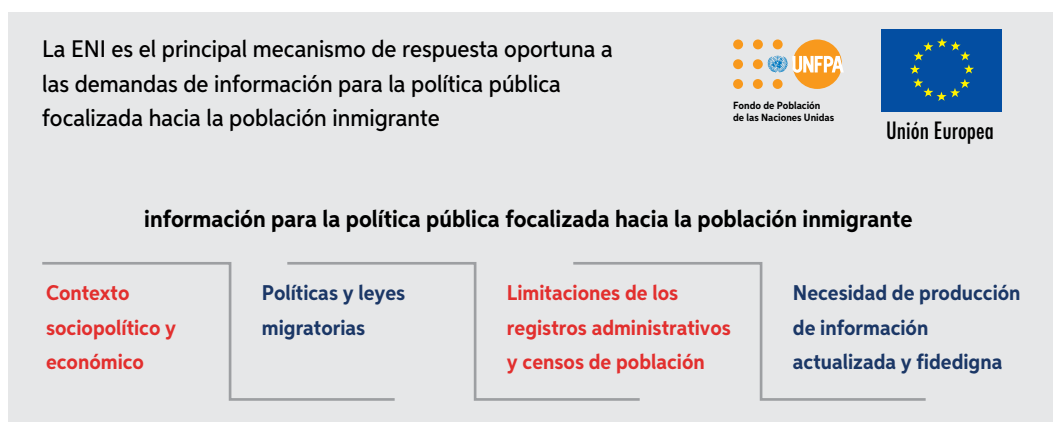 La ENI es el principal mecanismo de respuesta oportuna a
las demandas de información para la política pública
focalizada hacia la población inmigrante
UNFPA
Fondo de Población
de las Naciones Unidas
Unión Europea
información para la política pública focalizada hacia la población inmigrante
Contexto
sociopolítico y
económico
Políticas y leyes
migratorias
Limitaciones de los
registros administrativos
y censos de población
Necesidad de producción
de información
actualizada y fidedigna